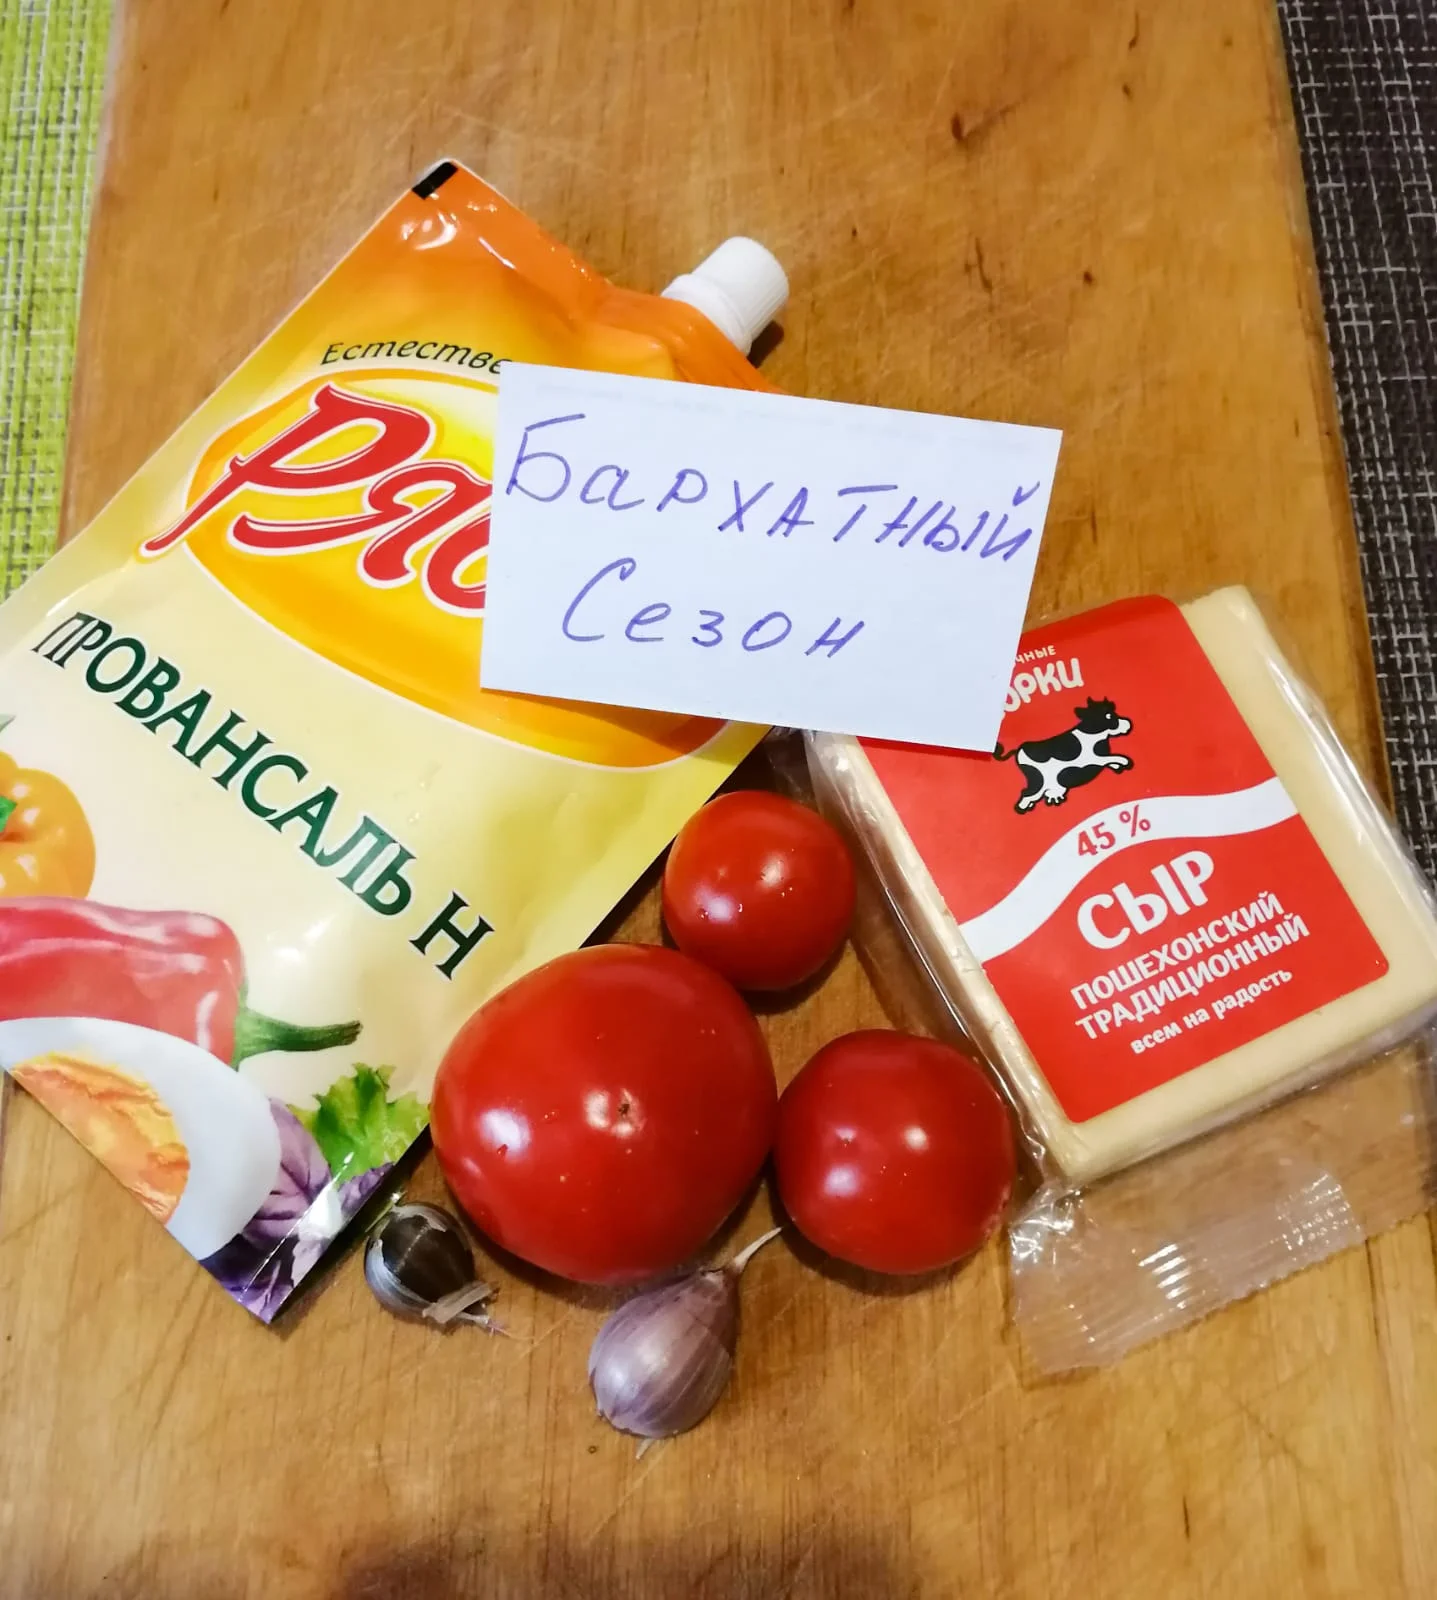 Естестве
Ряб
ПРОВАНСАЛЬ Н
Бархатный
Сезон
45 %
СЫР
ПОШЕХОНСКИЙ
ТРАДИЦИОННЫЙ
всем на радость